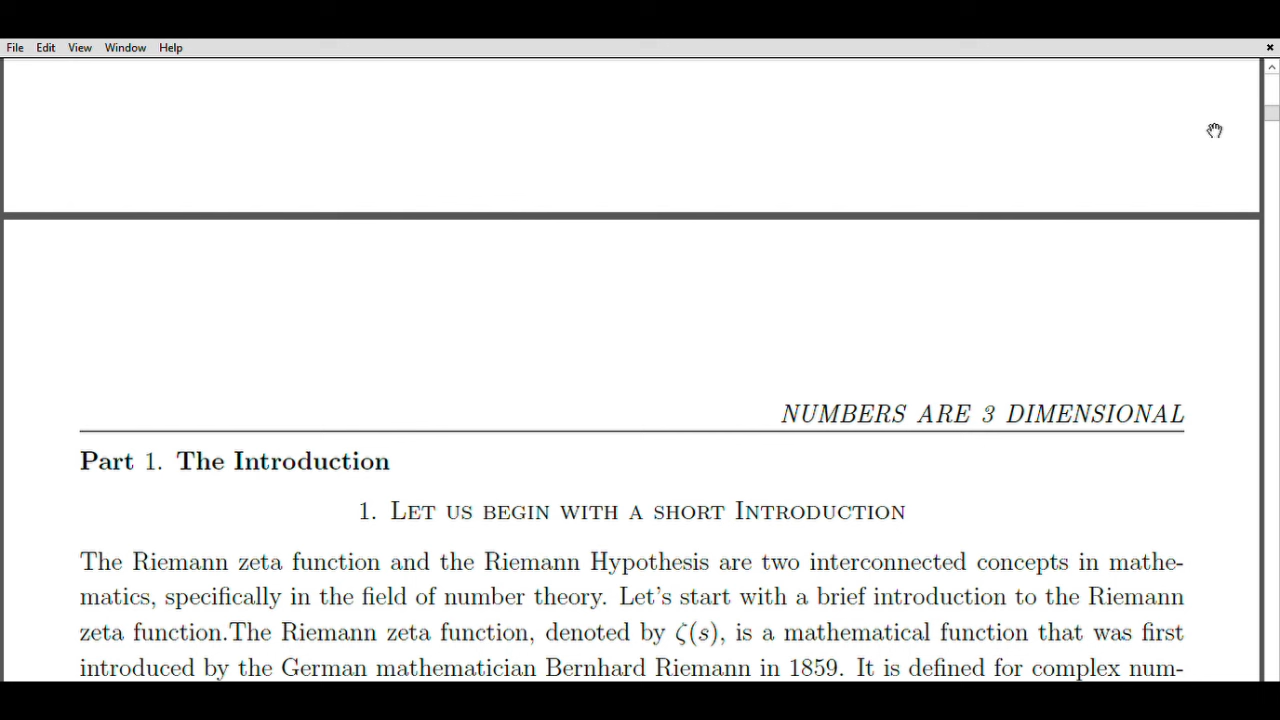 File Edit View Window Help
NUMBERS ARE 3 DIMENSIONAL
Part 1. The Introduction
1. LET US BEGIN WITH A SHORT INTRODUCTION
The Riemann zeta function and the Riemann Hypothesis are two interconnected concepts in mathe-
matics, specifically in the field of number theory. Let's start with a brief introduction to the Riemann
zeta function.The Riemann zeta function, denoted by ζ(s), is a mathematical function that was first
introduced by the German mathematician Bernhard Riemann in 1859. It is defined for complex num-